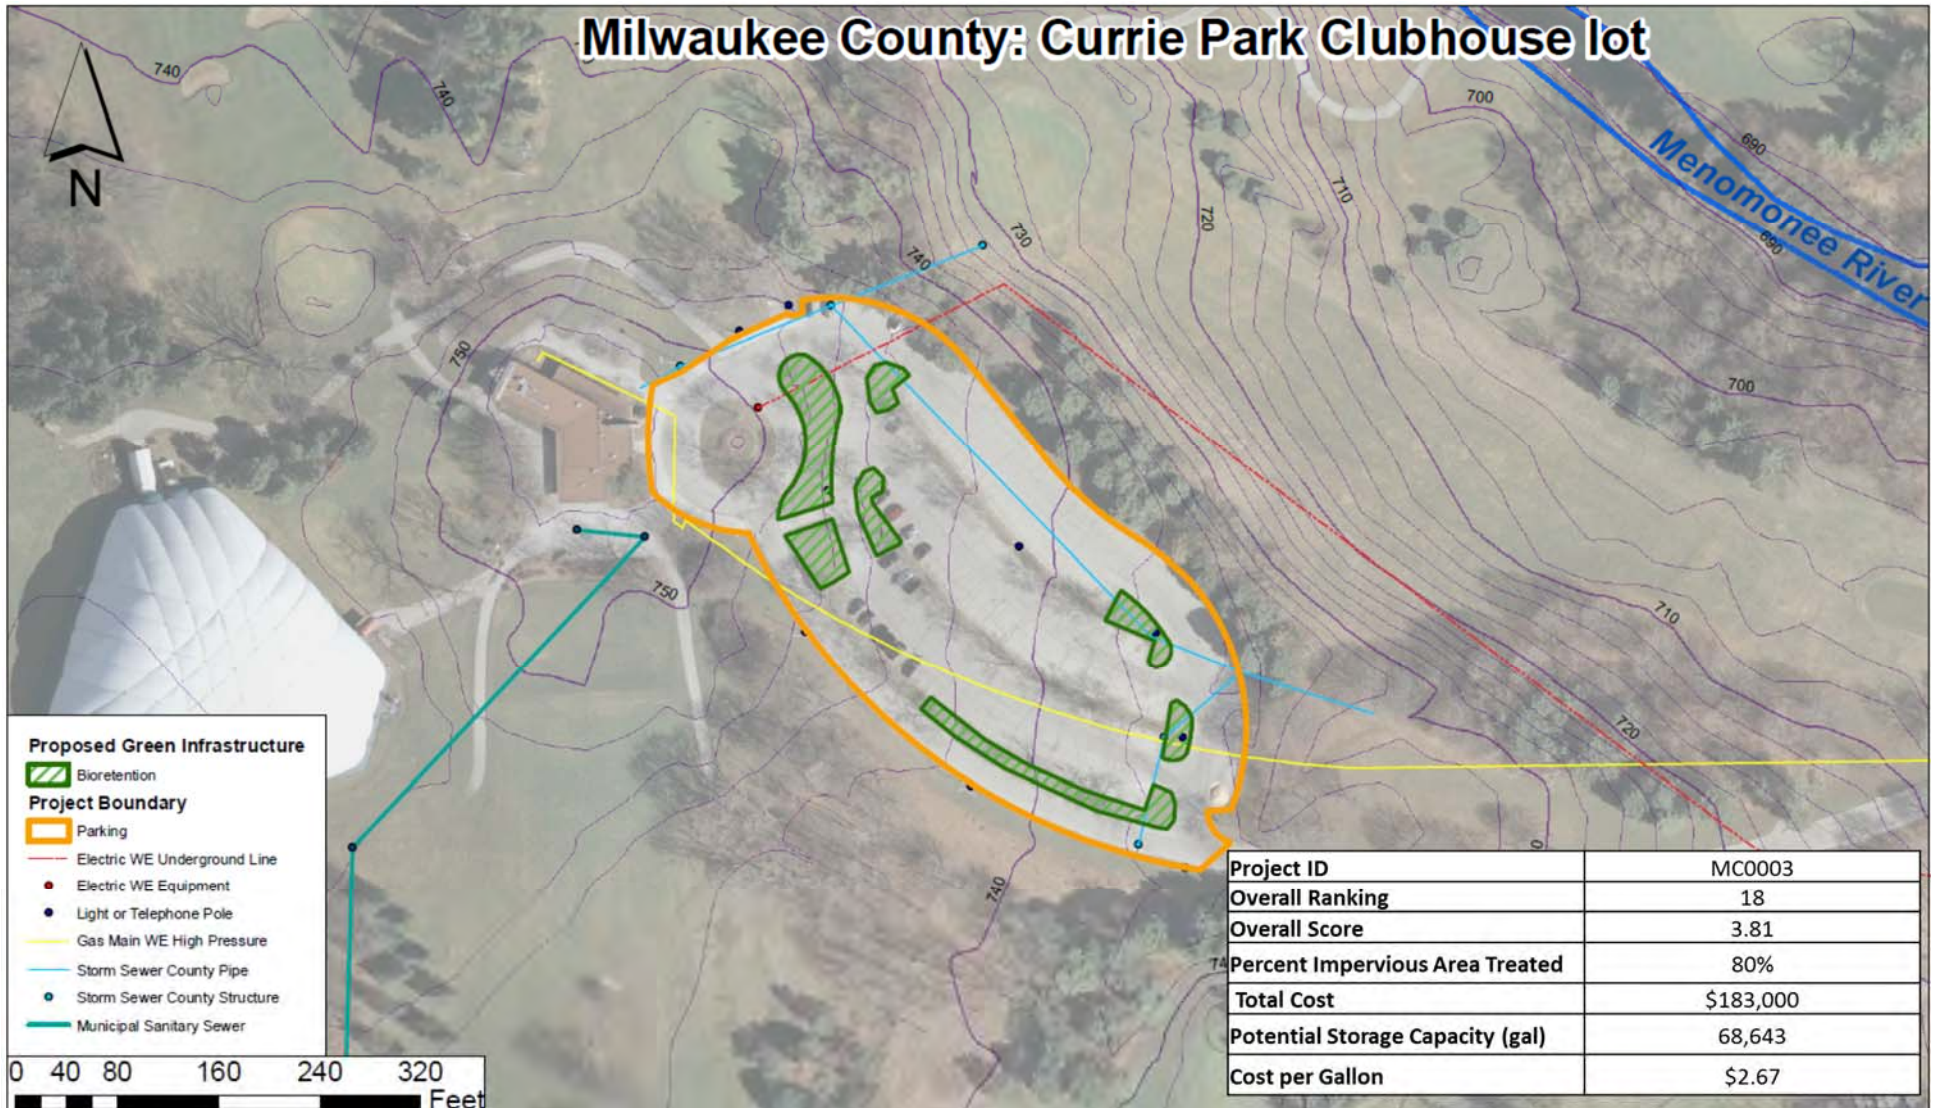 Milwaukee County: Currie Park Clubhouse lot
740
740
700
690
Menomonee River
690
710
720
730
740
750
700
750
710
720
740
N
Proposed Green Infrastructure
Bioretention
Project Boundary
Parking
Electric WE Underground Line
Electric WE Equipment
Light or Telephone Pole
Gas Main WE High Pressure
Storm Sewer County Pipe
Storm Sewer County Structure
Municipal Sanitary Sewer
0 40 80 160 240 320
Feet
Project ID MC0003
Overall Ranking 18
Overall Score 3.81
Percent Impervious Area Treated 80%
Total Cost $183,000
Potential Storage Capacity (gal) 68,643
Cost per Gallon $2.67